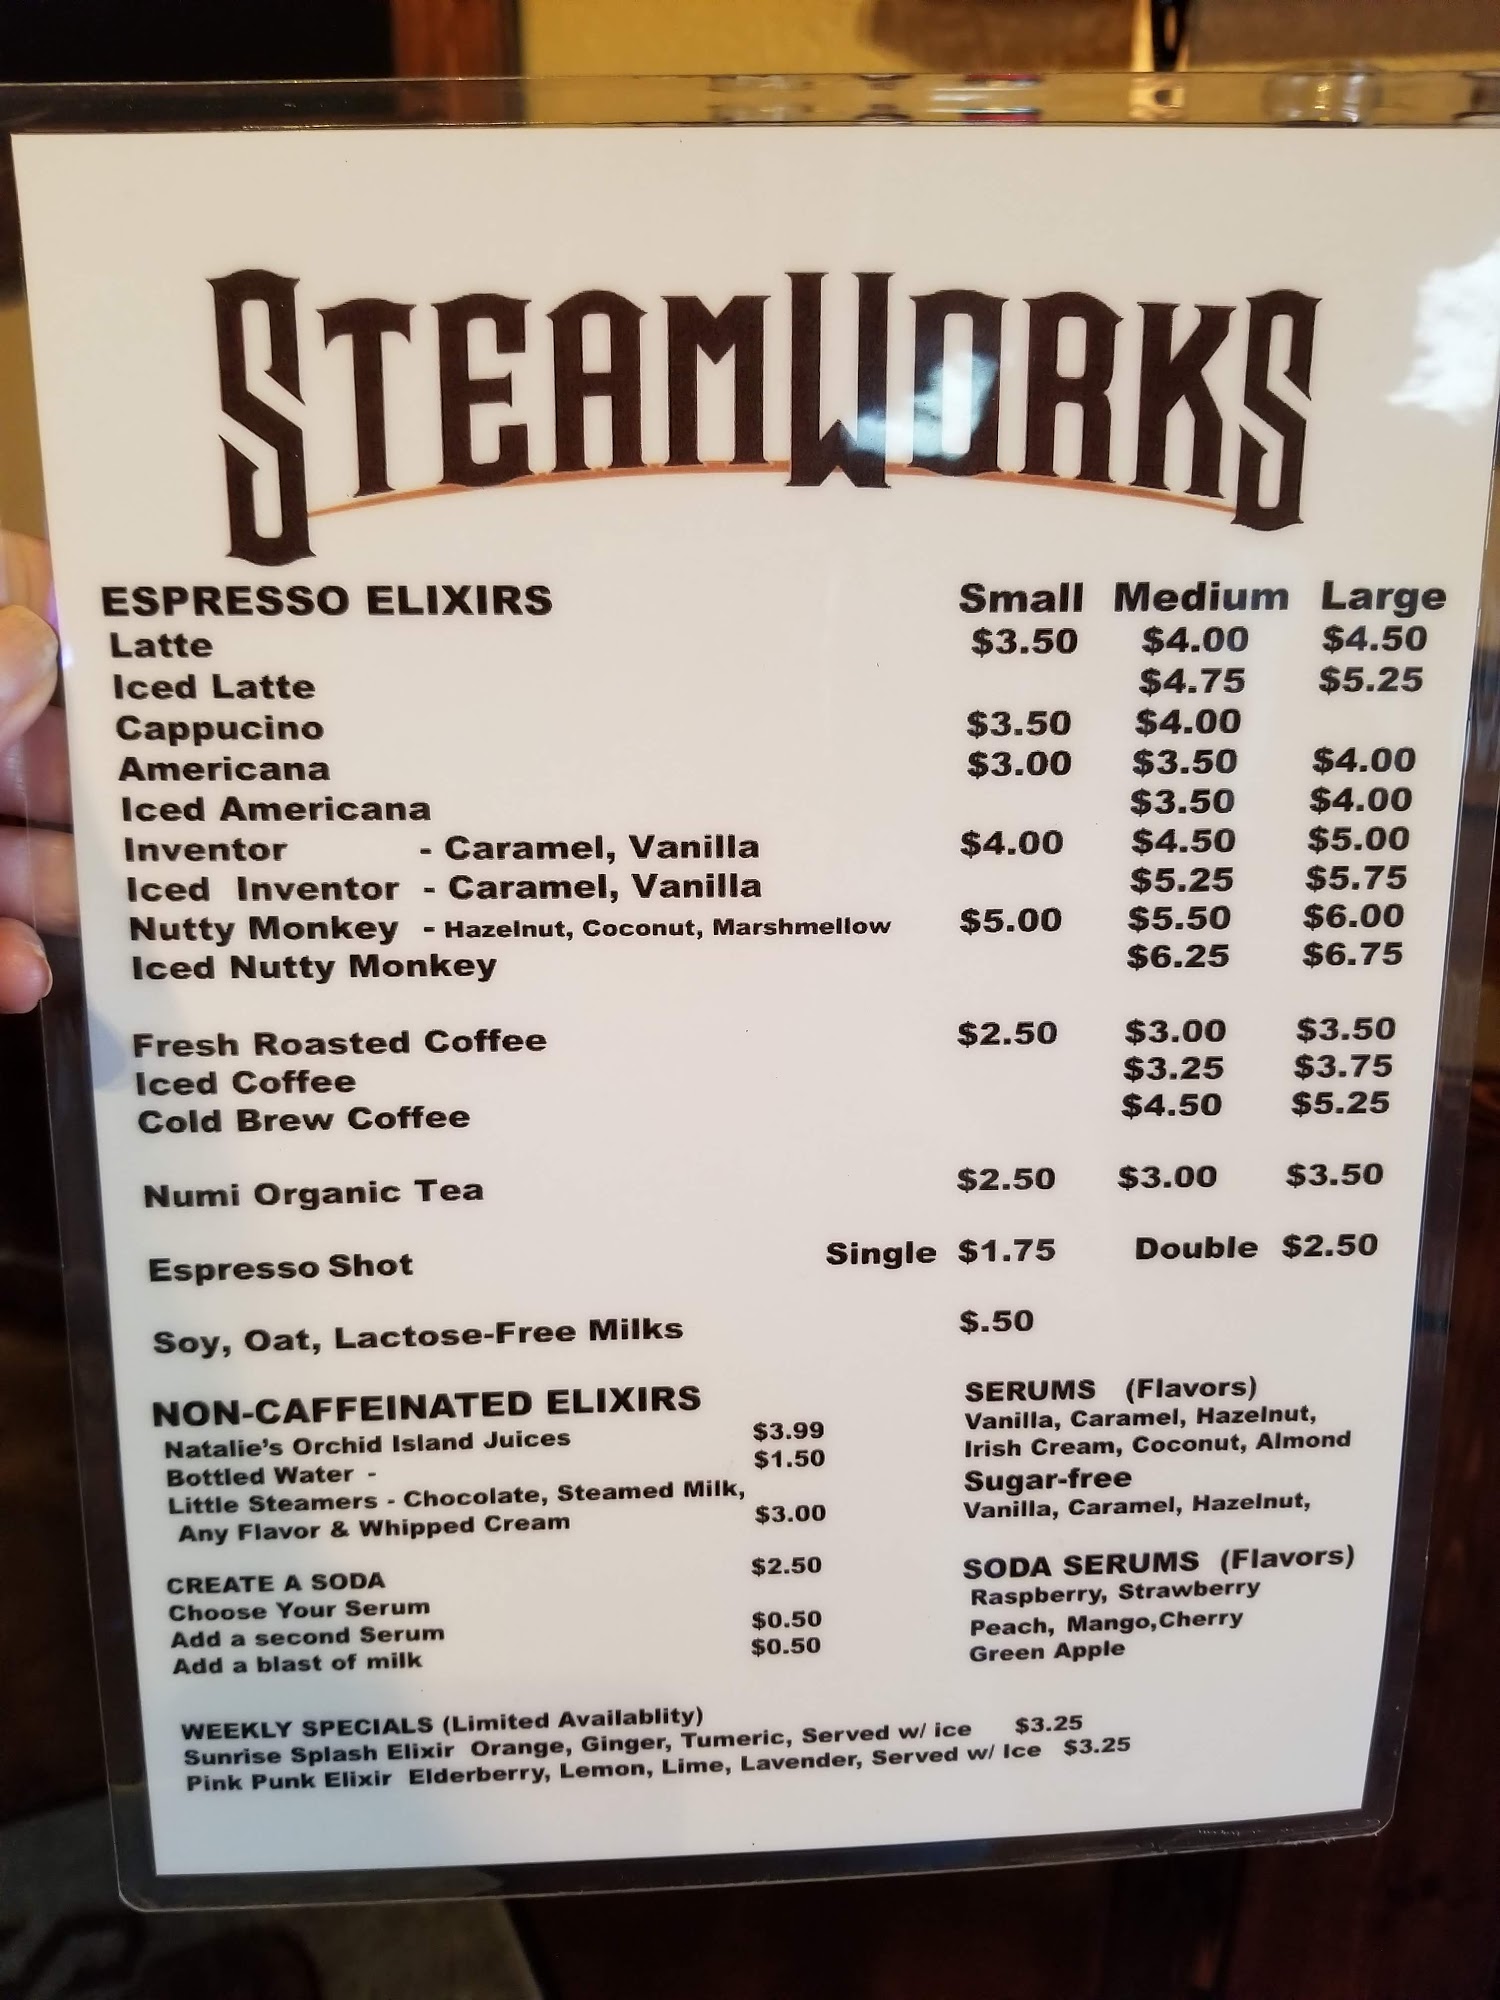 STEAMWORKS
ESPRESSO ELIXIRS Small Medium Large
Latte $3.50 $4.00 $4.50
Iced Latte $4.75 $5.25
Cappucino $3.50 $4.00
Americana $3.00 $3.50 $4.00
Iced Americana $3.50 $4.00
Inventor - Caramel, Vanilla $4.00 $4.50 $5.00
Iced Inventor - Caramel, Vanilla $5.25 $5.75
Nutty Monkey - Hazelnut, Coconut, Marshmellow $5.00 $5.50 $6.00
Iced Nutty Monkey $6.25 $6.75
Fresh Roasted Coffee $2.50 $3.00 $3.50
Iced Coffee $3.25 $3.75
Cold Brew Coffee $4.50 $5.25
Numi Organic Tea $2.50 $3.00 $3.50
Espresso Shot Single $1.75 Double $2.50
Soy, Oat, Lactose-Free Milks $.50
NON-CAFFEINATED ELIXIRS
Natalie's Orchid Island Juices $3.99
Bottled Water - $1.50
Little Steamers - Chocolate, Steamed Milk,
Any Flavor & Whipped Cream $3.00
CREATE A SODA $2.50
Choose Your Serum
Add a second Serum $0.50
Add a blast of milk $0.50
SERUMS (Flavors)
Vanilla, Caramel, Hazelnut,
Irish Cream, Coconut, Almond
Sugar-free
Vanilla, Caramel, Hazelnut,
SODA SERUMS (Flavors)
Raspberry, Strawberry
Peach, Mango,Cherry
Green Apple
WEEKLY SPECIALS (Limited Availablity)
Sunrise Splash Elixir Orange, Ginger, Tumeric, Served w/ ice $3.25
Pink Punk Elixir Elderberry, Lemon, Lime, Lavender, Served w/ Ice $3.25